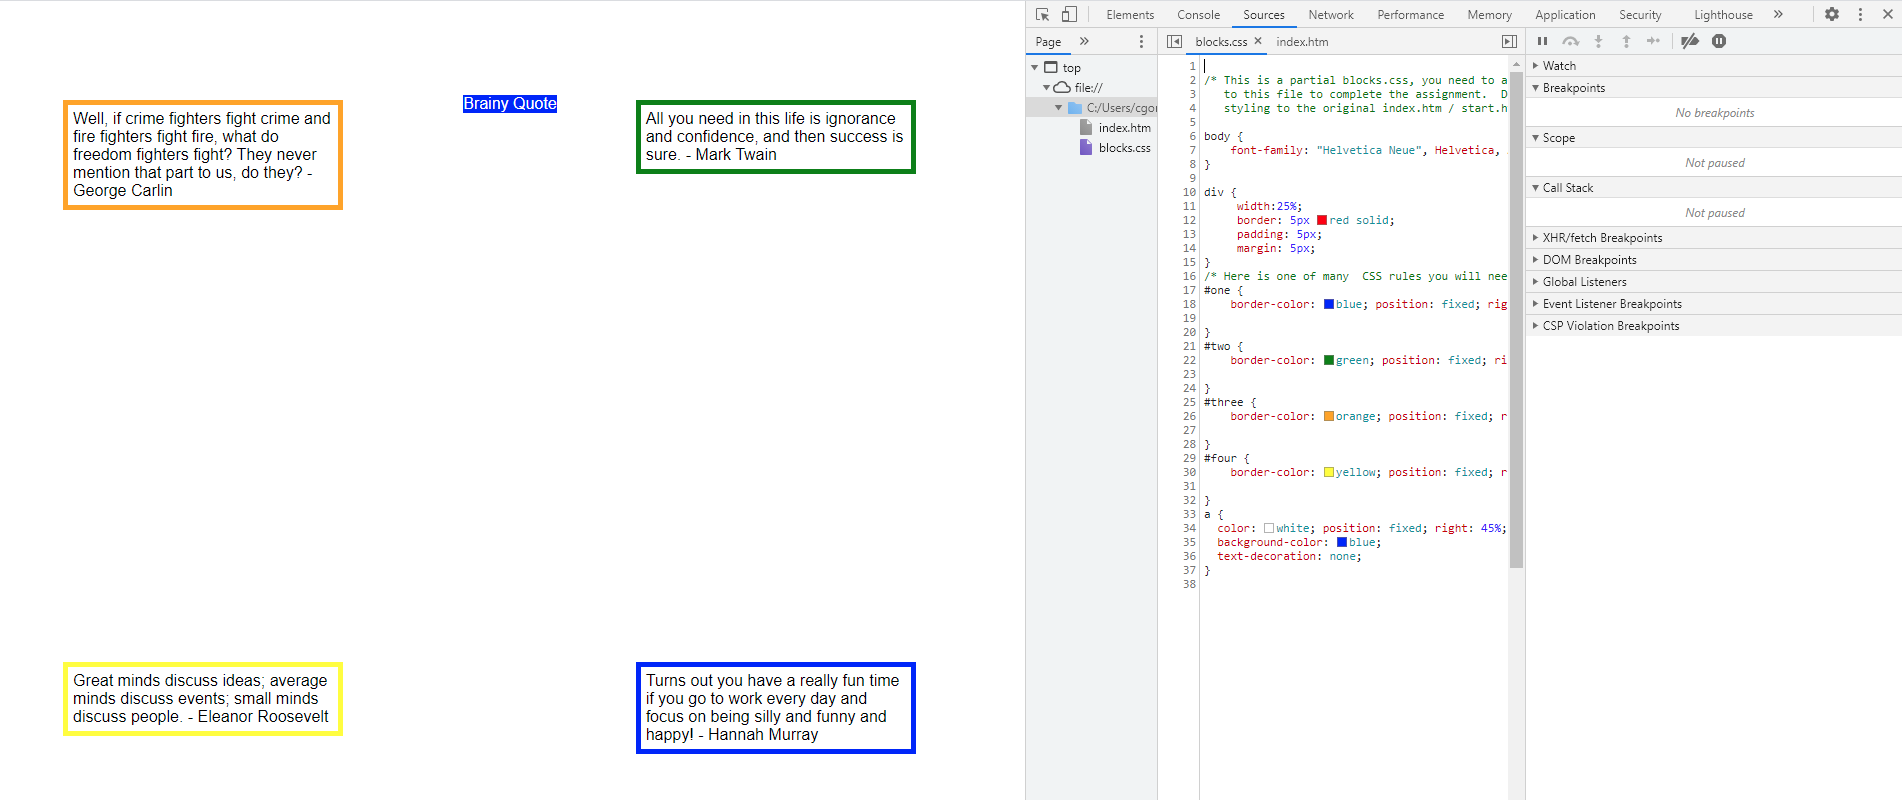 Well, if crime fighters fight crime and
fire fighters fight fire, what do
freedom fighters fight? They never
mention that part to us, do they? -
George Carlin
Brainy Quote
All you need in this life is ignorance
and confidence, and then success is
sure. - Mark Twain
Great minds discuss ideas; average
minds discuss events; small minds
discuss people. - Eleanor Roosevelt
Turns out you have a really fun time
if you go to work every day and
focus on being silly and funny and
happy! - Hannah Murray
Elements Console Sources Network Performance Memory Application Security Lighthouse
Page
top
file://
C:/Users/cgor
index.htm
blocks.css
blocks.css index.htm
1
2 /* This is a partial blocks.css, you need to a
3 to this file to complete the assignment. D
4 styling to the original index.htm / start.h
5
6 body {
7 font-family: "Helvetica Neue", Helvetica,
8 }
9
10 div {
11 width:25%;
12 border: 5px red solid;
13 padding: 5px;
14 margin: 5px;
15 }
16 /* Here is one of many CSS rules you will nee
17 #one {
18 border-color: blue; position: fixed; rig
19
20 }
21 #two {
22 border-color: green; position: fixed; ri
23
24 }
25 #three {
26 border-color: orange; position: fixed; r
27
28 }
29 #four {
30 border-color: yellow; position: fixed; r
31
32 }
33 a {
34 color: white; position: fixed; right: 45%;
35 background-color: blue;
36 text-decoration: none;
37 }
38
Watch
Breakpoints
No breakpoints
Scope
Not paused
Call Stack
Not paused
XHR/fetch Breakpoints
DOM Breakpoints
Global Listeners
Event Listener Breakpoints
CSP Violation Breakpoints